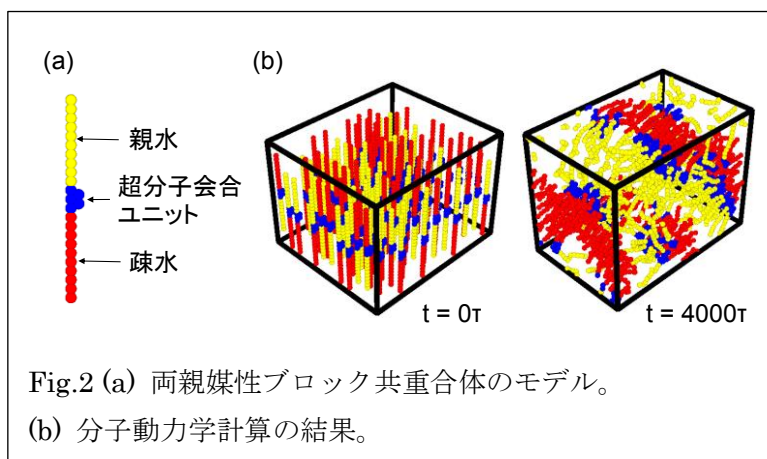 (a)
(b)
親水
超分子会合
ユニット
疎水
t = 0τ
t = 4000τ
Fig.2 (a) 両親媒性ブロック共重合体のモデル。
(b) 分子動力学計算の結果。